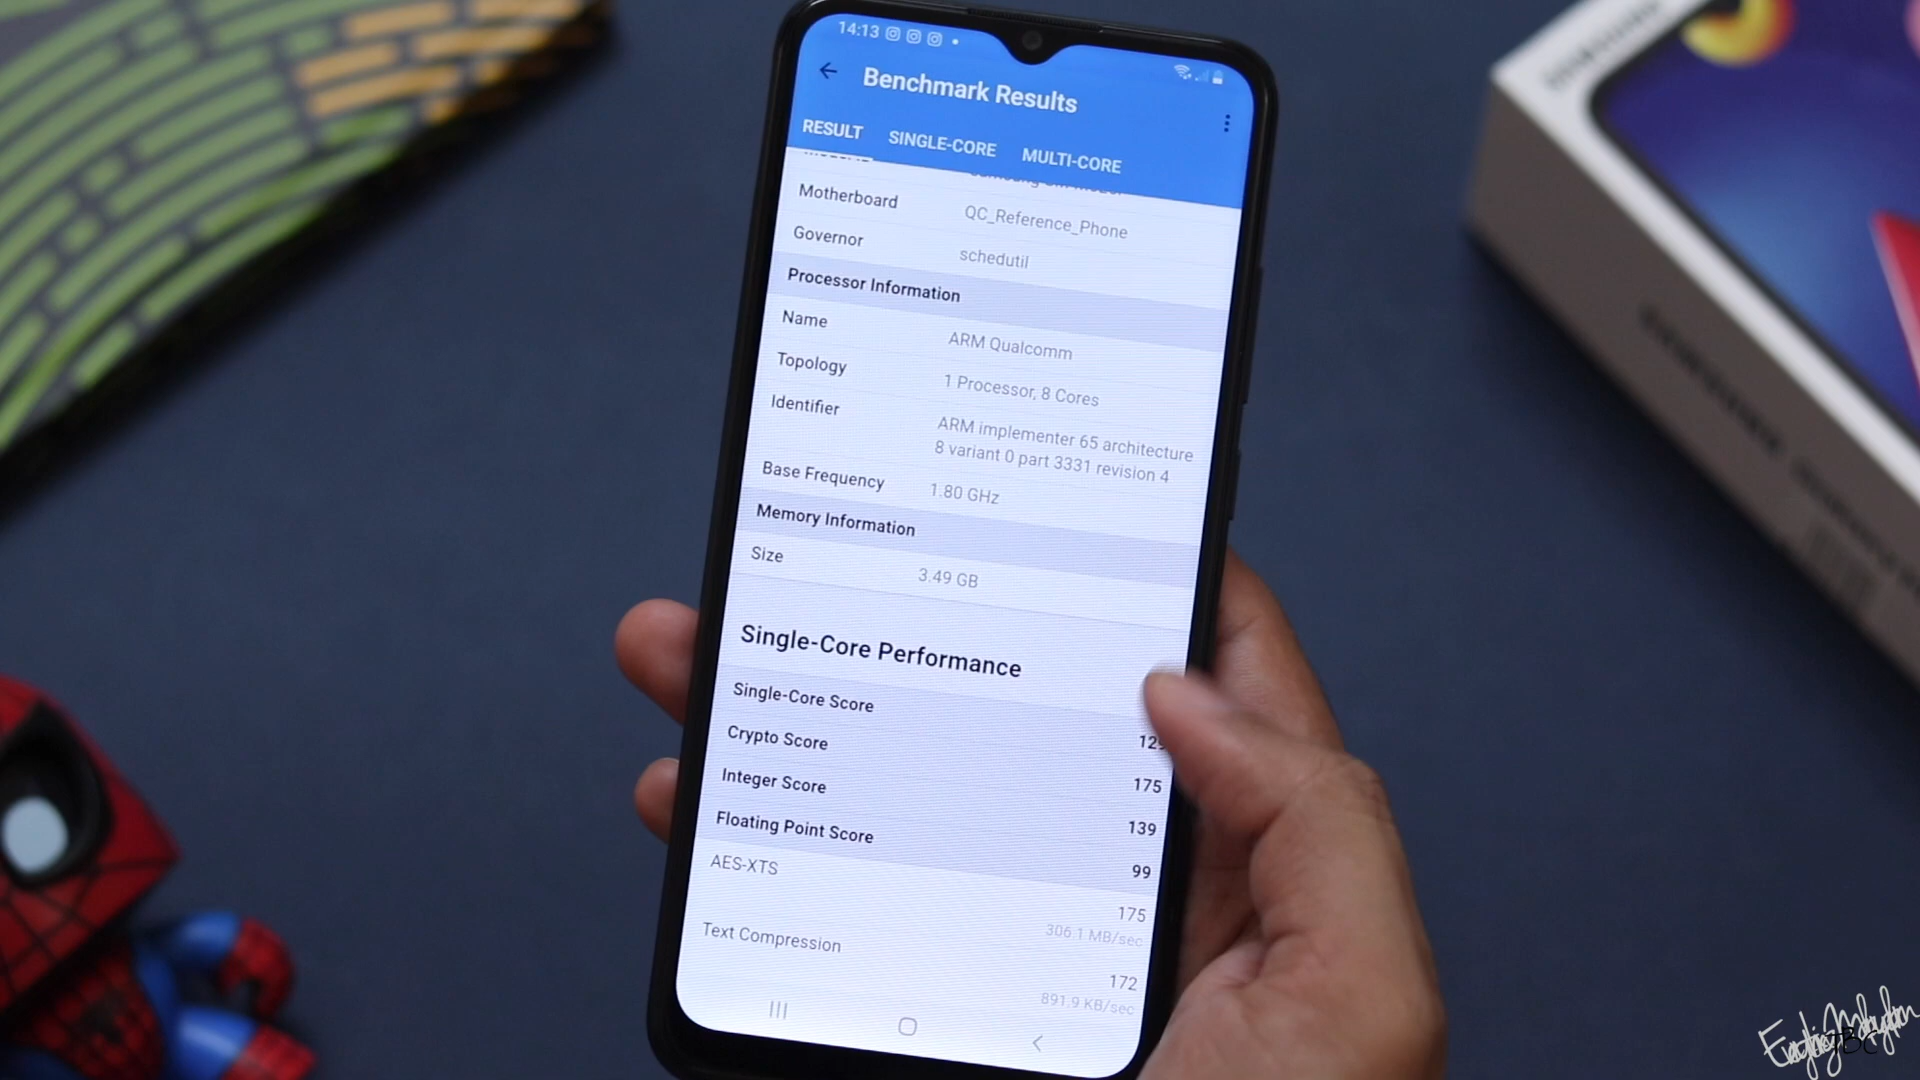 14:13
Benchmark Results
RESULT SINGLE-CORE MULTI-CORE
Motherboard QC_Reference_Phone
Governor schedutil
Processor Information
Name ARM Qualcomm
Topology 1 Processor, 8 Cores
Identifier ARM implementer 65 architecture
8 variant 0 part 3331 revision 4
Base Frequency 1.80 GHz
Memory Information
Size 3.49 GB
Single-Core Performance
Single-Core Score
Crypto Score 175
Integer Score 139
Floating Point Score 99
AES-XTS 175
306.1 MB/sec
Text Compression 172
891.9 KB/sec